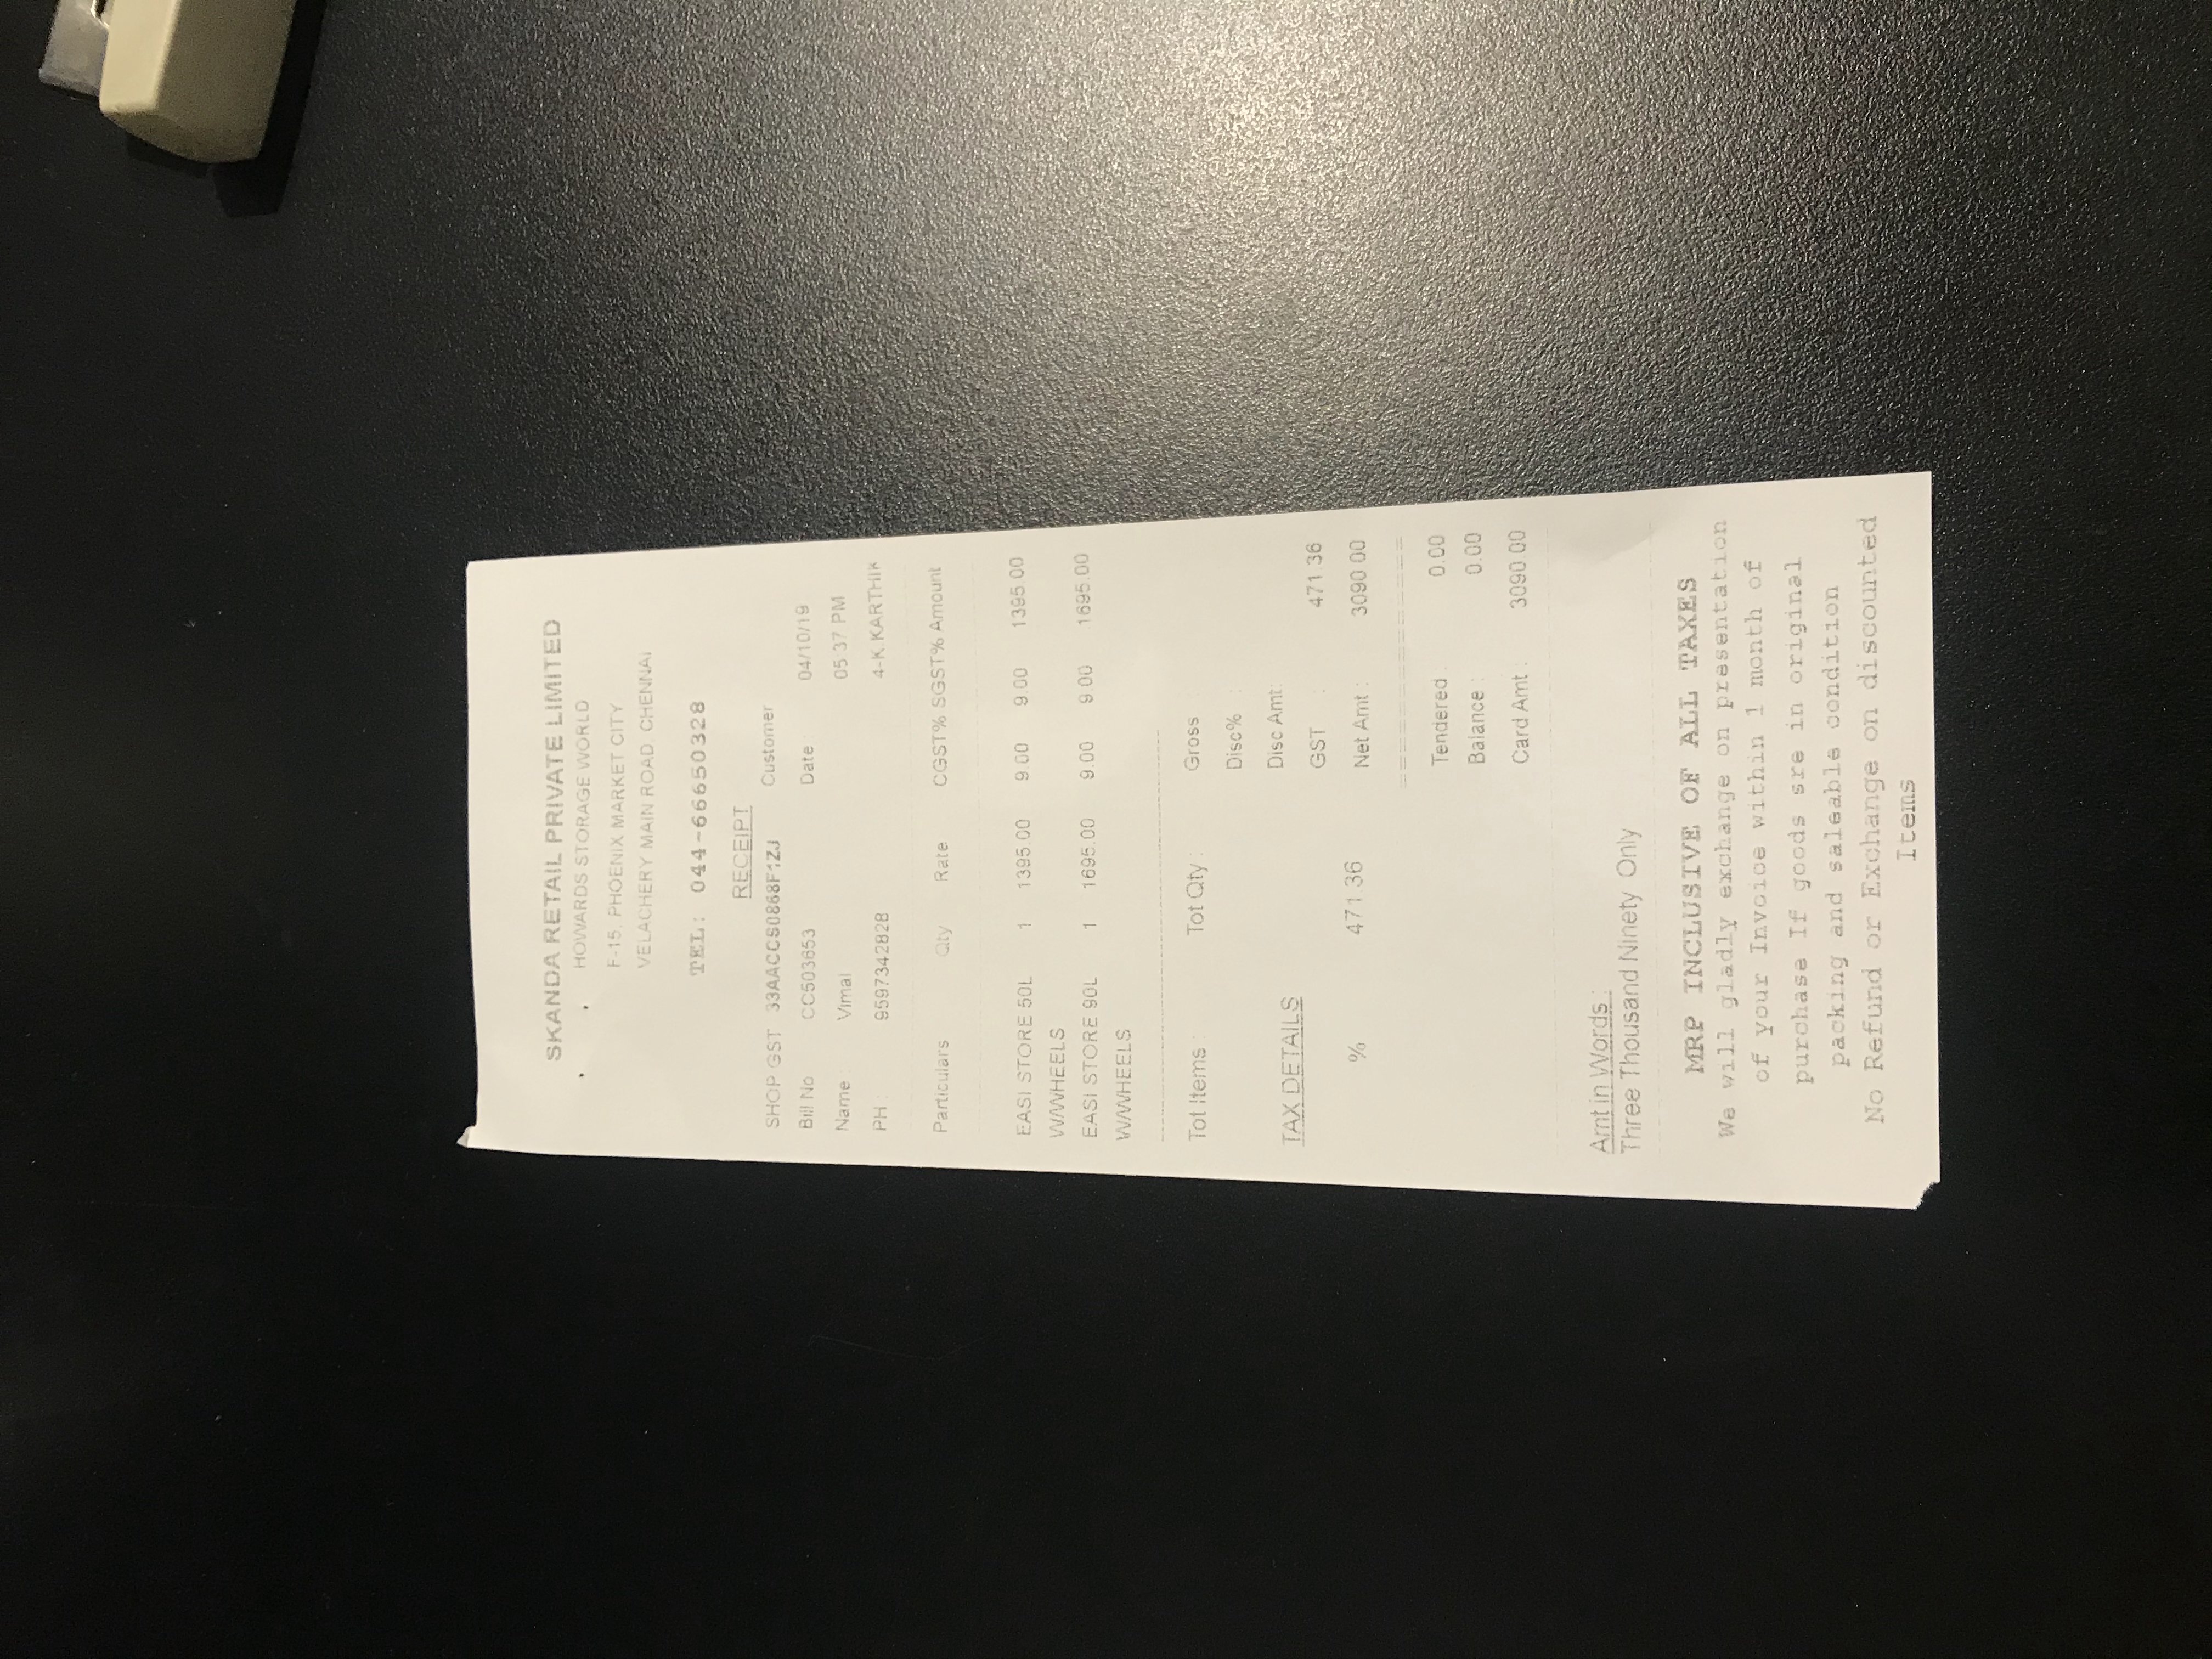 SKANDA RETAIL PRIVATE LIMITED
HOWARDS STORAGE WORLD
F-15, PHOENIX MARKET CITY
VELACHERY MAIN ROAD, CHENNAI
TEL: 044-66650328
RECEIPT
SHOP GST 33AACCS0868F1ZJ Customer
Bill No CC503653 Date : 04/10/19
Name : Vimal 05:37 PM
PH : 9597342828 4-K.KARTHIK
Particulars Qty Rate CGST% SGST% Amount
EASI STORE 50L 1 1395.00 9.00 9.00 1395.00
W/WHEELS
EASI STORE 90L 1 1695.00 9.00 9.00 1695.00
W/WHEELS
Tot Items : Tot Qty : Gross
Disc% :
Disc Amt:
TAX DETAILS
GST : 471.36
% 471.36 Net Amt : 3090.00
Tendered : 0.00
Balance : 0.00
Card Amt : 3090.00
Amt in Words :
Three Thousand Ninety Only
MRP INCLUSIVE OF ALL TAXES
We will gladly exchange on presentation
of your Invoice within 1 month of
purchase If goods sre in original
packing and saleable condition
No Refund or Exchange on discounted
Items